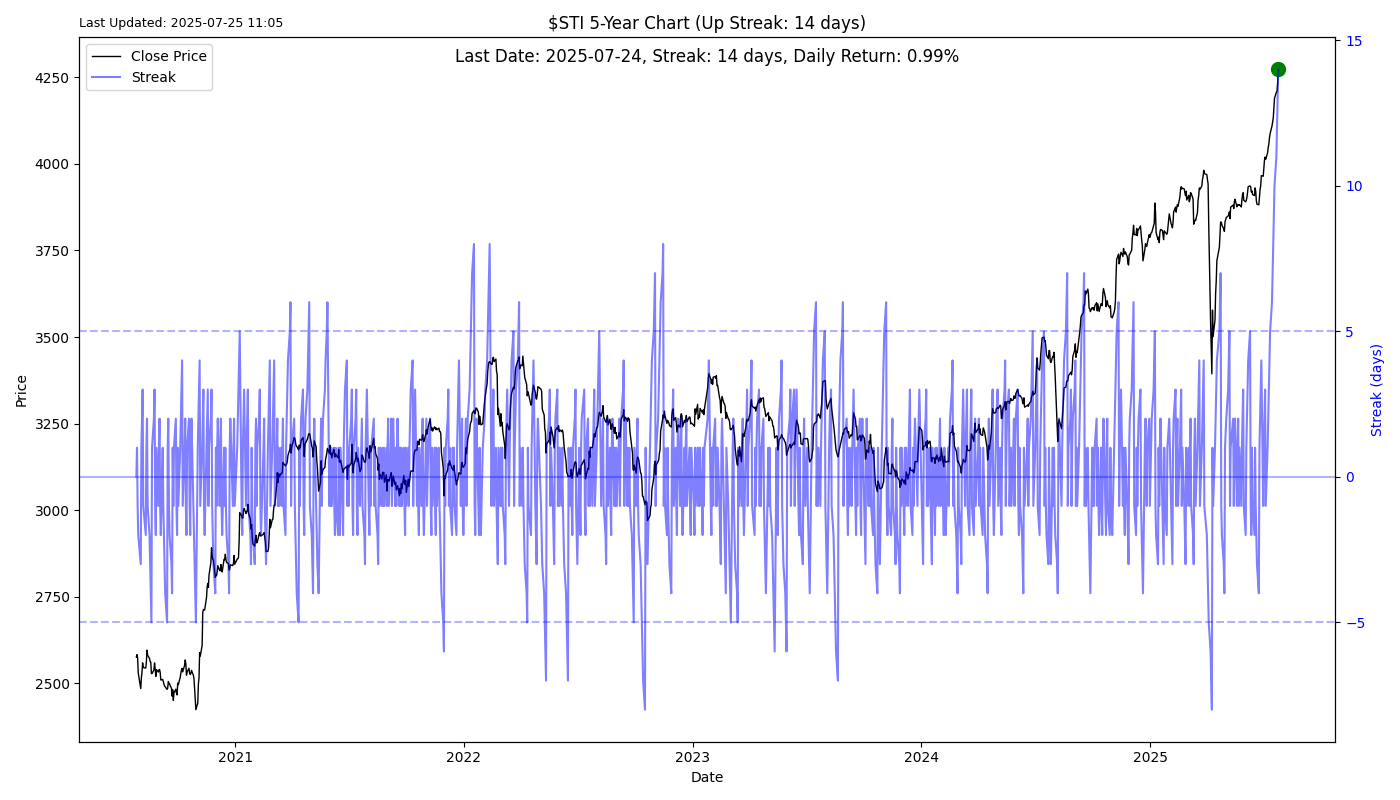 Last Updated: 2025-07-25 11:05
$STI 5-Year Chart (Up Streak: 14 days)
Last Date: 2025-07-24, Streak: 14 days, Daily Return: 0.99%
Close Price
Streak
Price
4250
4000
3750
3500
3250
3000
2750
2500
15
10
5
0
−5
Streak (days)
2021
2022
2023
2024
2025
Date